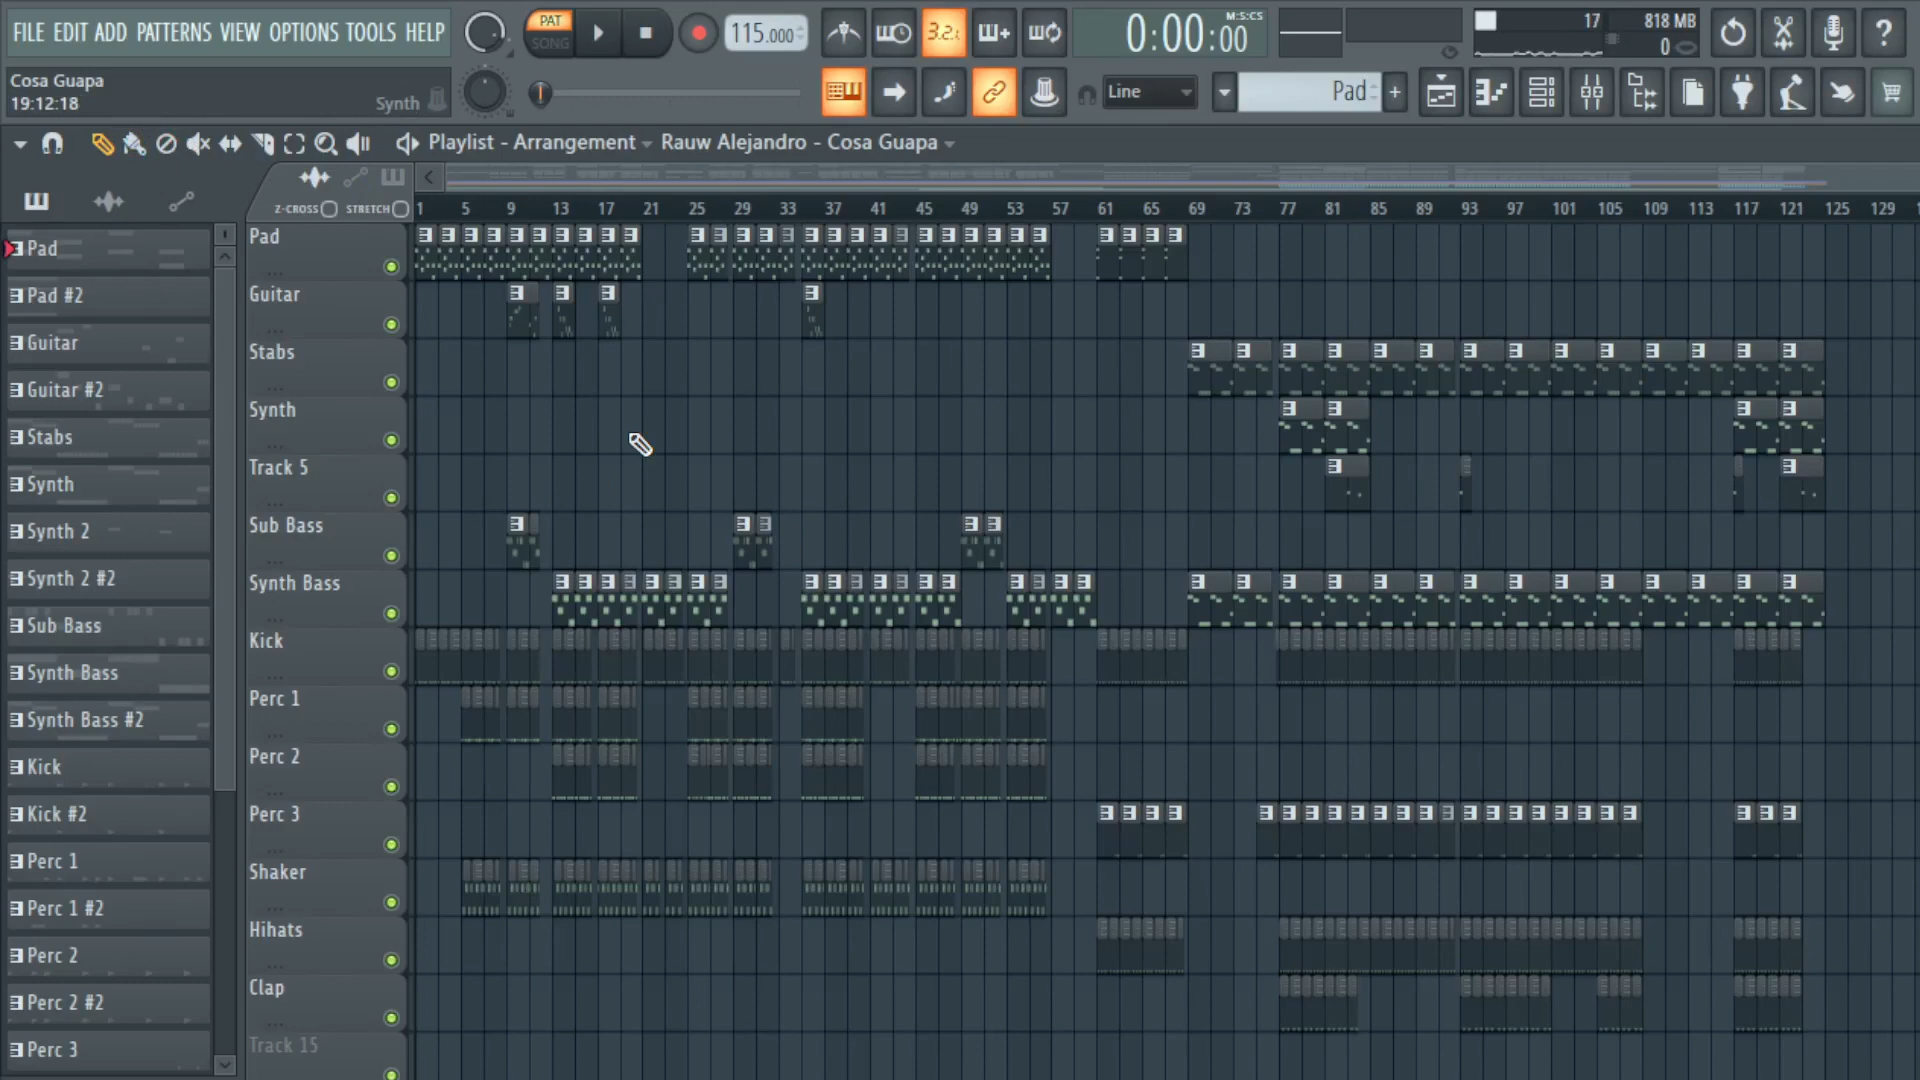 FILE EDIT ADD PATTERNS VIEW OPTIONS TOOLS HELP
PAT
SONG
115.000
3.2.
M:S:CS
0:00:00
17
818 MB
0
Cosa Guapa
19:12:18
Synth
Line
Pad
Playlist - Arrangement
Rauw Alejandro - Cosa Guapa
Z-CROSS
STRETCH
1 5 9 13 17 21 25 29 33 37 41 45 49 53 57 61 65 69 73 77 81 85 89 93 97 101 105 109 113 117 121 125 129
Pad
Pad #2
Guitar
Guitar #2
Stabs
Synth
Synth 2
Synth 2 #2
Sub Bass
Synth Bass
Synth Bass #2
Kick
Kick #2
Perc 1
Perc 1 #2
Perc 2
Perc 2 #2
Perc 3
Pad
Guitar
Stabs
Synth
Track 5
Sub Bass
Synth Bass
Kick
Perc 1
Perc 2
Perc 3
Shaker
Hihats
Clap
Track 15